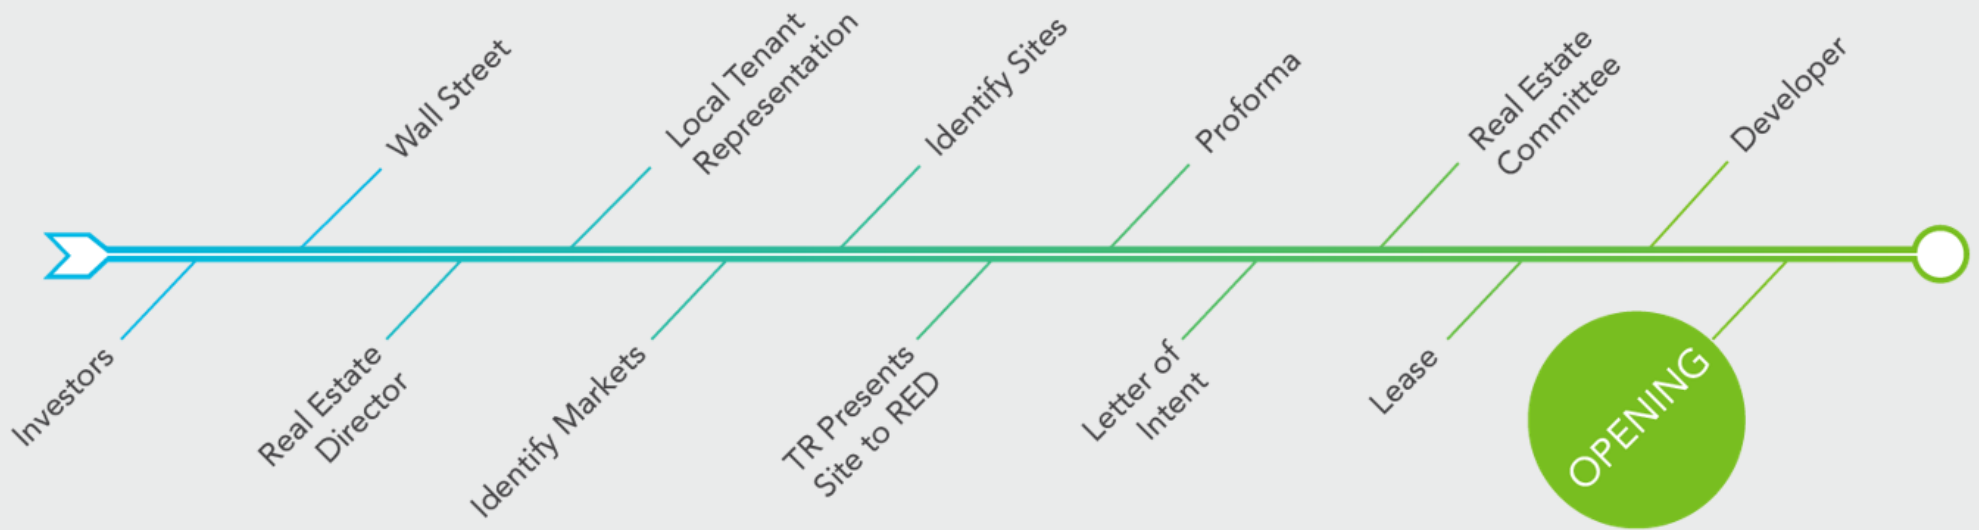 Wall Street
Local Tenant
Representation
Identify Sites
Proforma
Real Estate
Committee
Developer
Investors
Real Estate
Director
Identify Markets
TR Presents
Site to RED
Letter of
Intent
Lease
OPENING